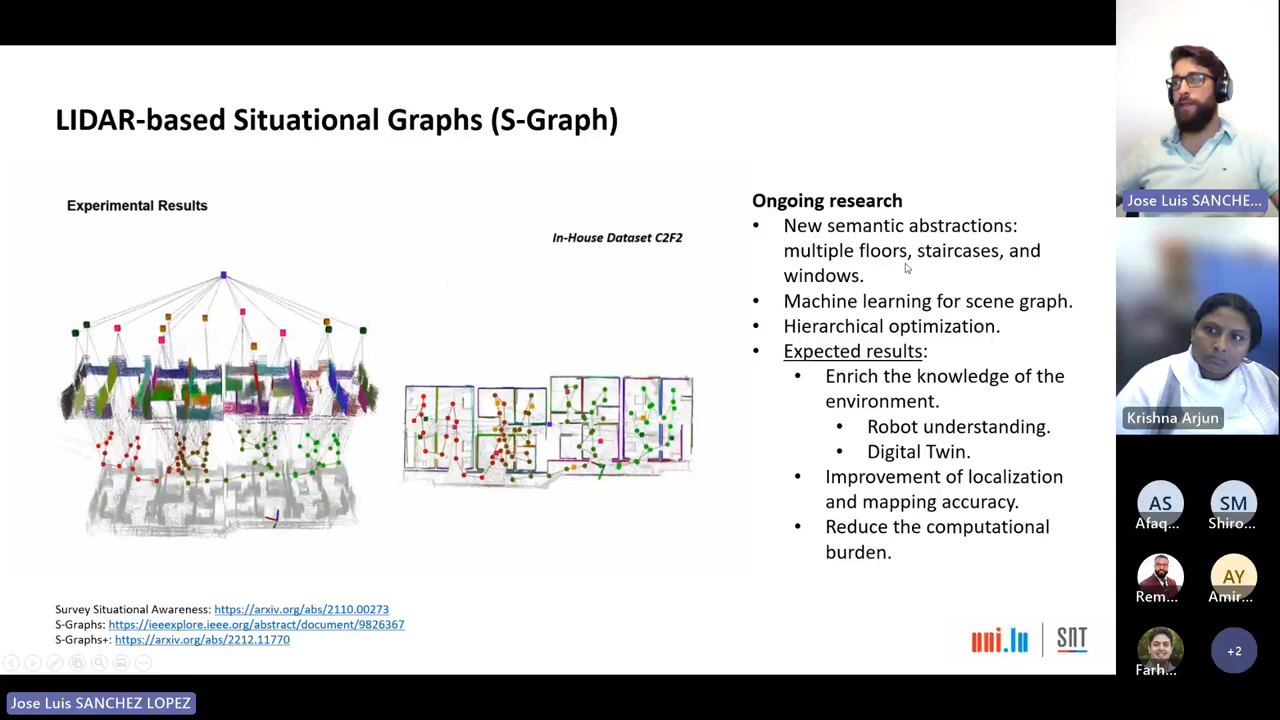 LIDAR-based Situational Graphs (S-Graph)
Experimental Results
In-House Dataset C2F2
Ongoing research
• New semantic abstractions:
multiple floors, staircases, and
windows.
• Machine learning for scene graph.
• Hierarchical optimization.
• Expected results:
• Enrich the knowledge of the
environment.
• Robot understanding.
• Digital Twin.
• Improvement of localization
and mapping accuracy.
• Reduce the computational
burden.
Survey Situational Awareness: https://arxiv.org/abs/2110.00273
S-Graphs: https://ieeexplore.ieee.org/abstract/document/9826367
S-Graphs+: https://arxiv.org/abs/2212.11770
uni.lu SNT
Jose Luis SANCHEZ LOPEZ
Jose Luis SANCHE...
Krishna Arjun
AS SM
Afaq... Shiro...
AY
Rem... Amir...
+2
Farh...